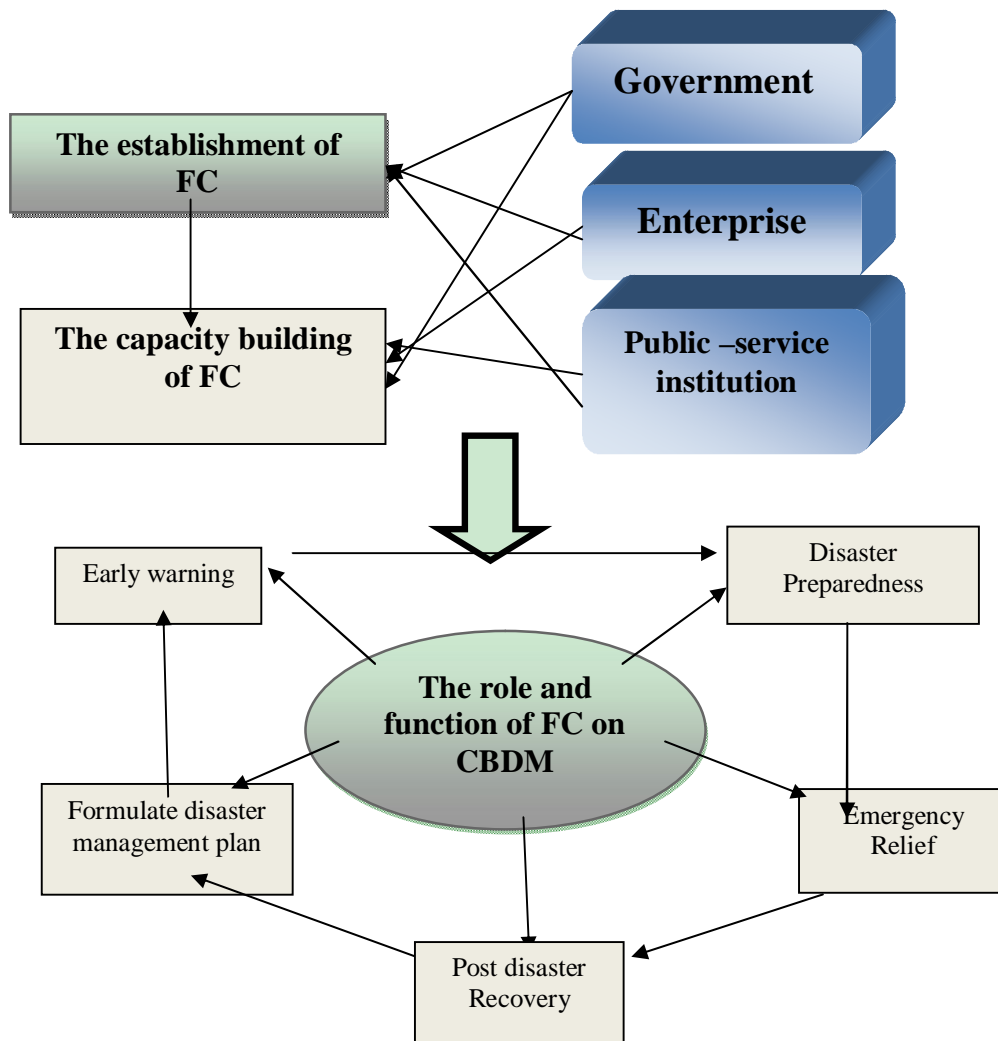 Government
The establishment of
FC
Enterprise
The capacity building
of FC
Public –service
institution
Early warning
Disaster
Preparedness
The role and
function of FC on
CBDM
Formulate disaster
management plan
Emergency
Relief
Post disaster
Recovery